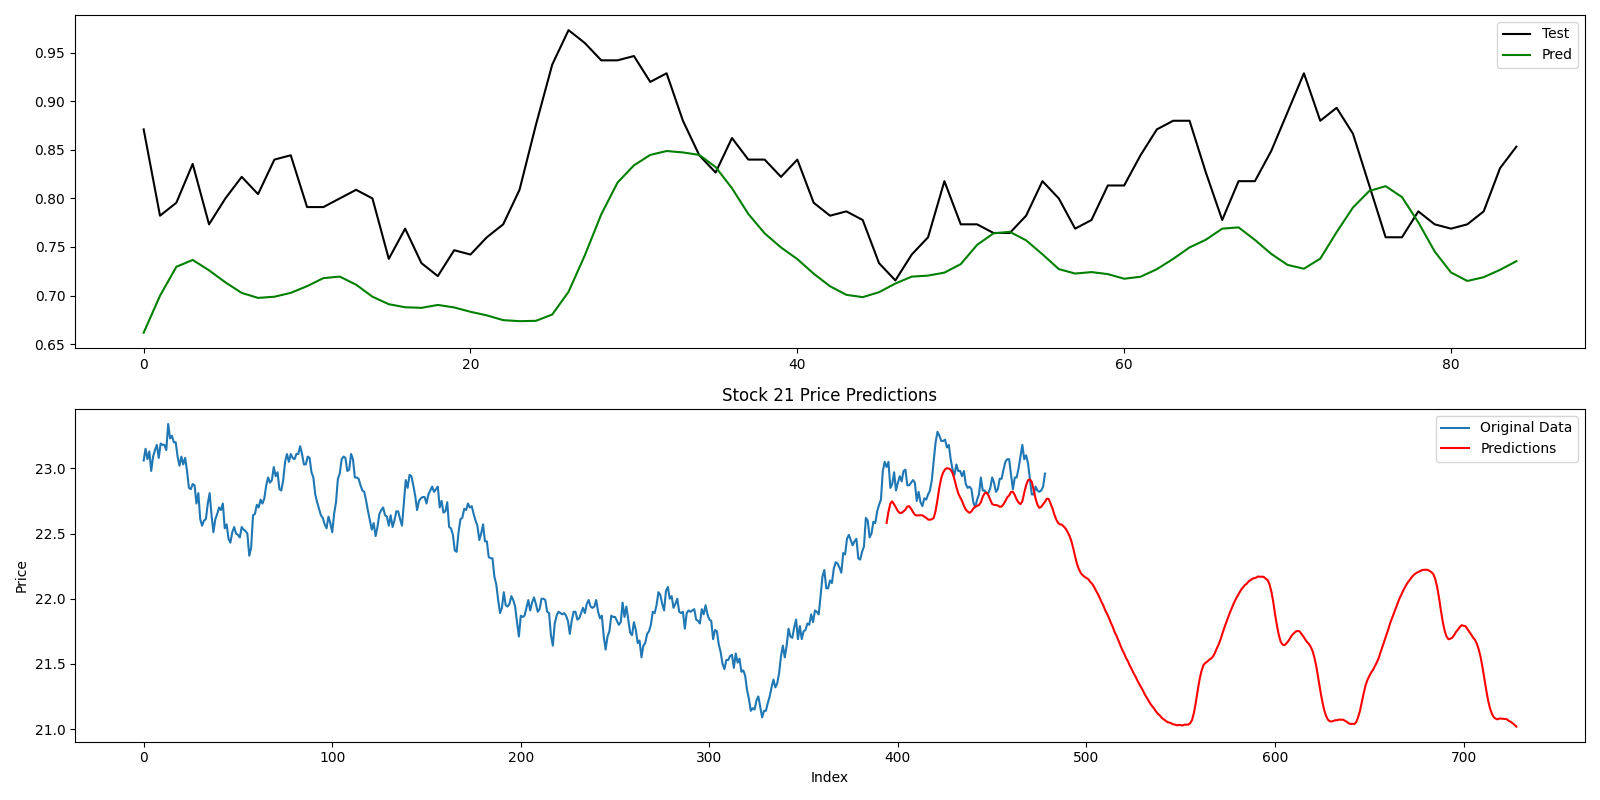 0.95
0.90
0.85
0.80
0.75
0.70
0.65
Test
Pred
0 20 40 60 80
Stock 21 Price Predictions
Price
23.0
22.5
22.0
21.5
21.0
Original Data
Predictions
0 100 200 300 400 500 600 700
Index